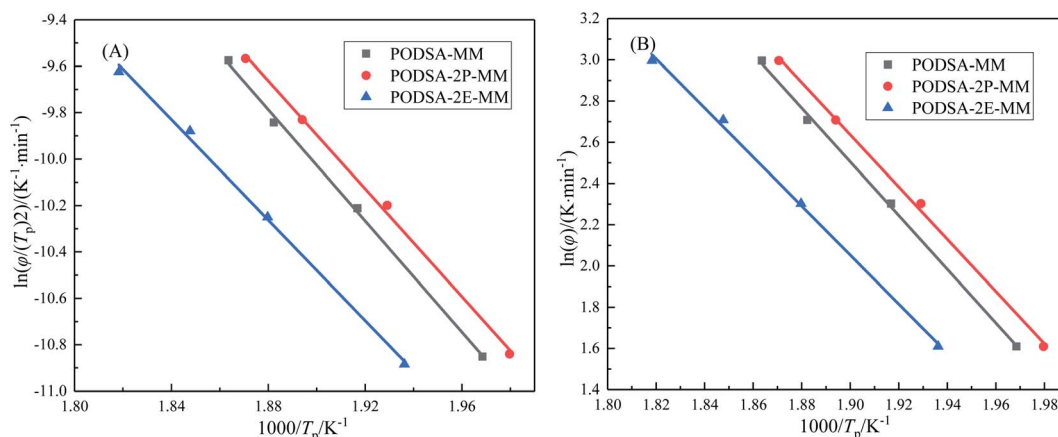 (A)
PODSA-MM
PODSA-2P-MM
PODSA-2E-MM
-9.4
-9.6
-9.8
-10.0
-10.2
-10.4
-10.6
-10.8
-11.0
ln(φ/(Tp)2)/(K⁻¹·min⁻¹)
1.80 1.84 1.88 1.92 1.96
1000/Tp/K⁻¹
(B)
PODSA-MM
PODSA-2P-MM
PODSA-2E-MM
3.2
3.0
2.8
2.6
2.4
2.2
2.0
1.8
1.6
1.4
ln(φ)/(K·min⁻¹)
1.80 1.82 1.84 1.86 1.88 1.90 1.92 1.94 1.96 1.98
1000/Tp/K⁻¹